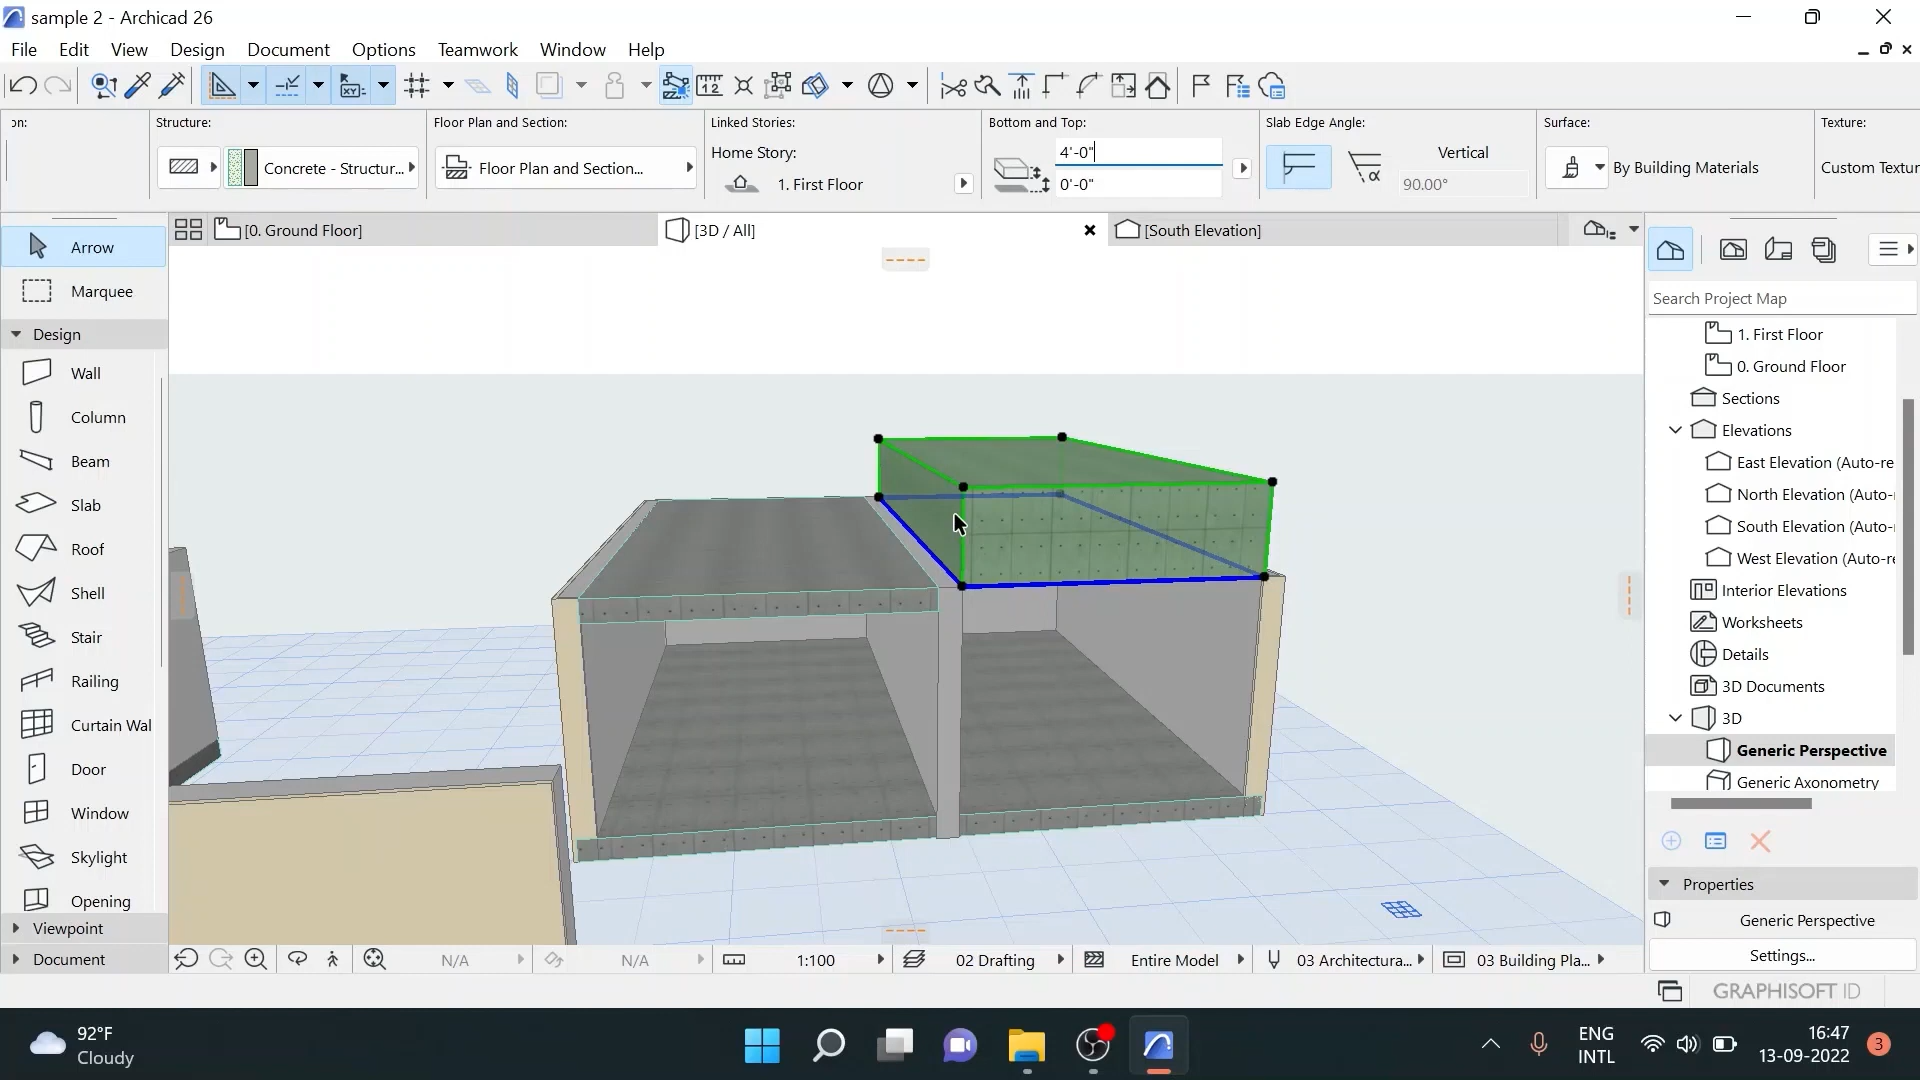 sample 2 - Archicad 26
File Edit View Design Document Options Teamwork Window Help
on: Structure: Floor Plan and Section: Linked Stories: Bottom and Top: Slab Edge Angle: Surface: Texture:
Concrete - Structur... Floor Plan and Section... Home Story: 4'-0" Vertical By Building Materials Custom Textur
1. First Floor 0'-0" 90.00°
[0. Ground Floor] [3D / All] [South Elevation]
Arrow
Marquee
Design
Wall
Column
Beam
Slab
Roof
Shell
Stair
Railing
Curtain Wal
Door
Window
Skylight
Opening
Viewpoint
Document
Search Project Map
1. First Floor
0. Ground Floor
Sections
Elevations
East Elevation (Auto-re
North Elevation (Auto-
South Elevation (Auto-
West Elevation (Auto-re
Interior Elevations
Worksheets
Details
3D Documents
3D
Generic Perspective
Generic Axonometry
Properties
Generic Perspective
Settings...
N/A N/A 1:100 02 Drafting Entire Model 03 Architectura... 03 Building Pla...
GRAPHISOFT ID
92°F
Cloudy
ENG
INTL
16:47
13-09-2022
3